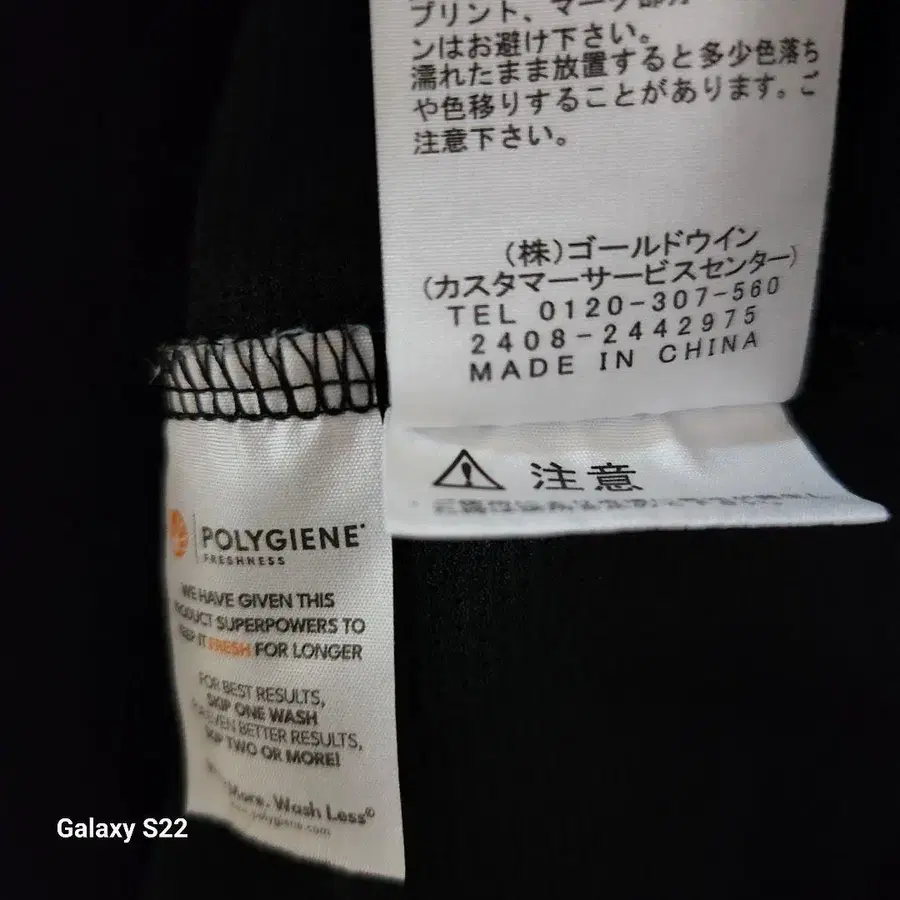 プリント、マーク部分
ンはお避け下さい。
濡れたまま放置すると多少色落ち
や色移りすることがあります。ご
注意下さい。
(株)ゴールドウイン
(カスタマーサービスセンター)
TEL 0120-307-560
2408-2442975
MADE IN CHINA
注意
POLYGIENE
FRESHNESS
WE HAVE GIVEN THIS
PRODUCT SUPERPOWERS TO
KEEP IT FRESH FOR LONGER
FOR BEST RESULTS,
SKIP ONE WASH
EVEN BETTER RESULTS,
SKIP TWO OR MORE!
More. Wash Less©
www.polygiene.com
Galaxy S22